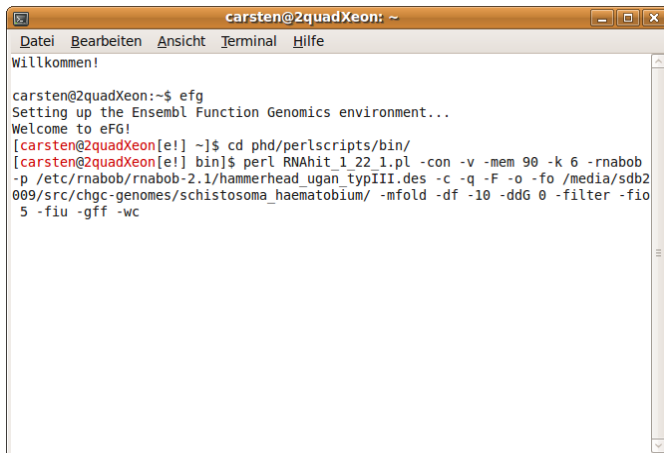 carsten@2quadXeon: ~
Datei Bearbeiten Ansicht Terminal Hilfe
Willkommen!
carsten@2quadXeon:~$ efg
Setting up the Ensembl Function Genomics environment...
Welcome to eFG!
[carsten@2quadXeon[e!] ~]$ cd phd/perlscripts/bin/
[carsten@2quadXeon[e!] bin]$ perl RNAhit_1_22_1.pl -con -v -mem 90 -k 6 -rnabob
-p /etc/rnabob/rnabob-2.1/hammerhead_ugan_typIII.des -c -q -F -o -fo /media/sdb2
009/src/chgc-genomes/schistosoma_haematobium/ -mfold -df -10 -ddG 0 -filter -fio
5 -fiu -gff -wc